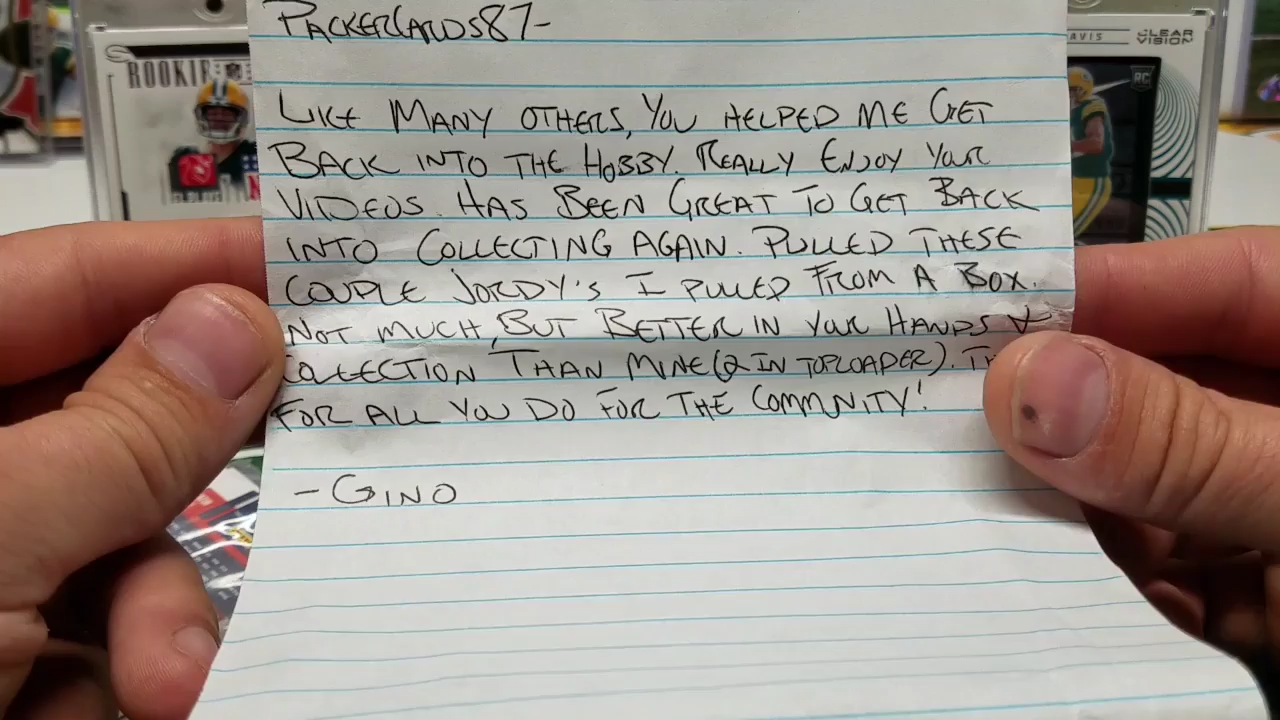 PACKERCARDS87-
LIKE MANY OTHERS, YOU HELPED ME GET
BACK INTO THE HOBBY. REALLY ENJOY YOUR
VIDEOS. HAS BEEN GREAT TO GET BACK
INTO COLLECTING AGAIN. PULLED THESE
COUPLE JORDY'S I PULLED FROM A BOX.
NOT MUCH, BUT BETTER IN YOUR HANDS &
COLLECTION THAN MINE (2 IN TOPLOADER).
FOR ALL YOU DO FOR THE COMMNITY!
- GINO
ROOKIE
AVIS
CLEAR
VISION
RC